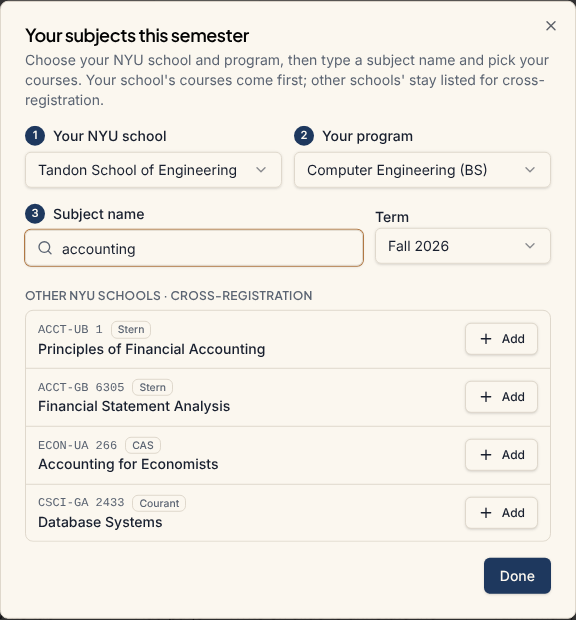 Your subjects this semester
Choose your NYU school and program, then type a subject name and pick your
courses. Your school's courses come first; other schools' stay listed for cross-
registration.
1 Your NYU school
2 Your program
Tandon School of Engineering
Computer Engineering (BS)
3 Subject name
Term
accounting
Fall 2026
OTHER NYU SCHOOLS · CROSS-REGISTRATION
ACCT-UB 1 Stern
Principles of Financial Accounting
+ Add
ACCT-GB 6305 Stern
Financial Statement Analysis
+ Add
ECON-UA 266 CAS
Accounting for Economists
+ Add
CSCI-GA 2433 Courant
Database Systems
+ Add
Done